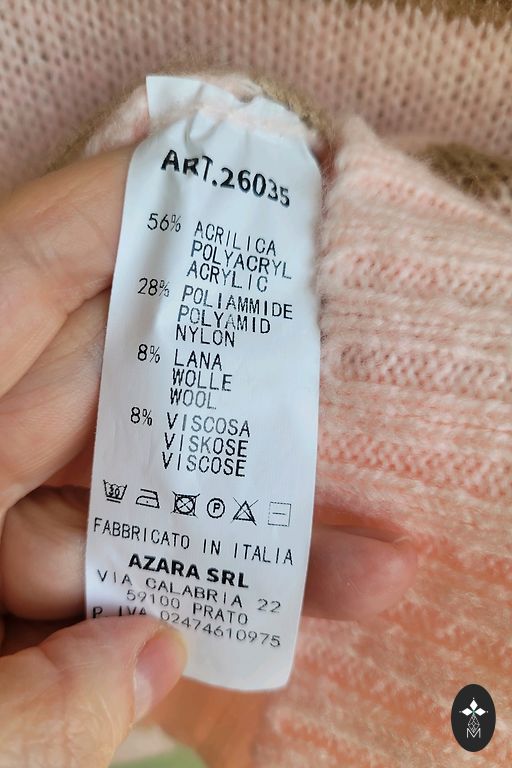 ART.26035
56% ACRILICA
POLYACRYL
ACRYLIC
28% POLIAMMIDE
POLYAMID
NYLON
8% LANA
WOLLE
WOOL
8% VISCOSA
VISKOSE
VISCOSE
30 P
FABBRICATO IN ITALIA
AZARA SRL
VIA CALABRIA 22
59100 PRATO
P. IVA 02474610975
M